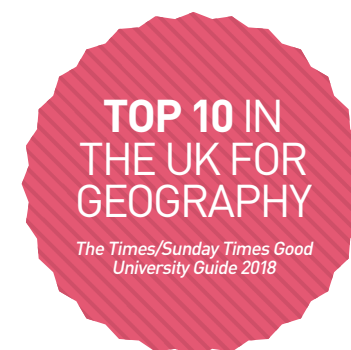 TOP 10 IN
THE UK FOR
GEOGRAPHY
The Times/Sunday Times Good
University Guide 2018